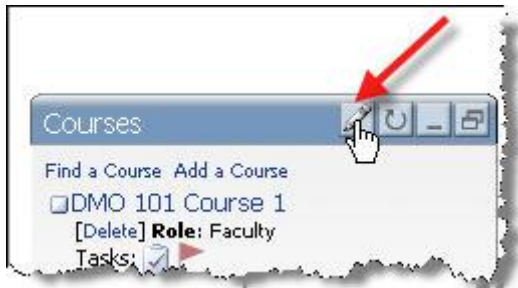 Courses
Find a Course Add a Course
DMO 101 Course 1
[Delete] Role: Faculty
Tasks: